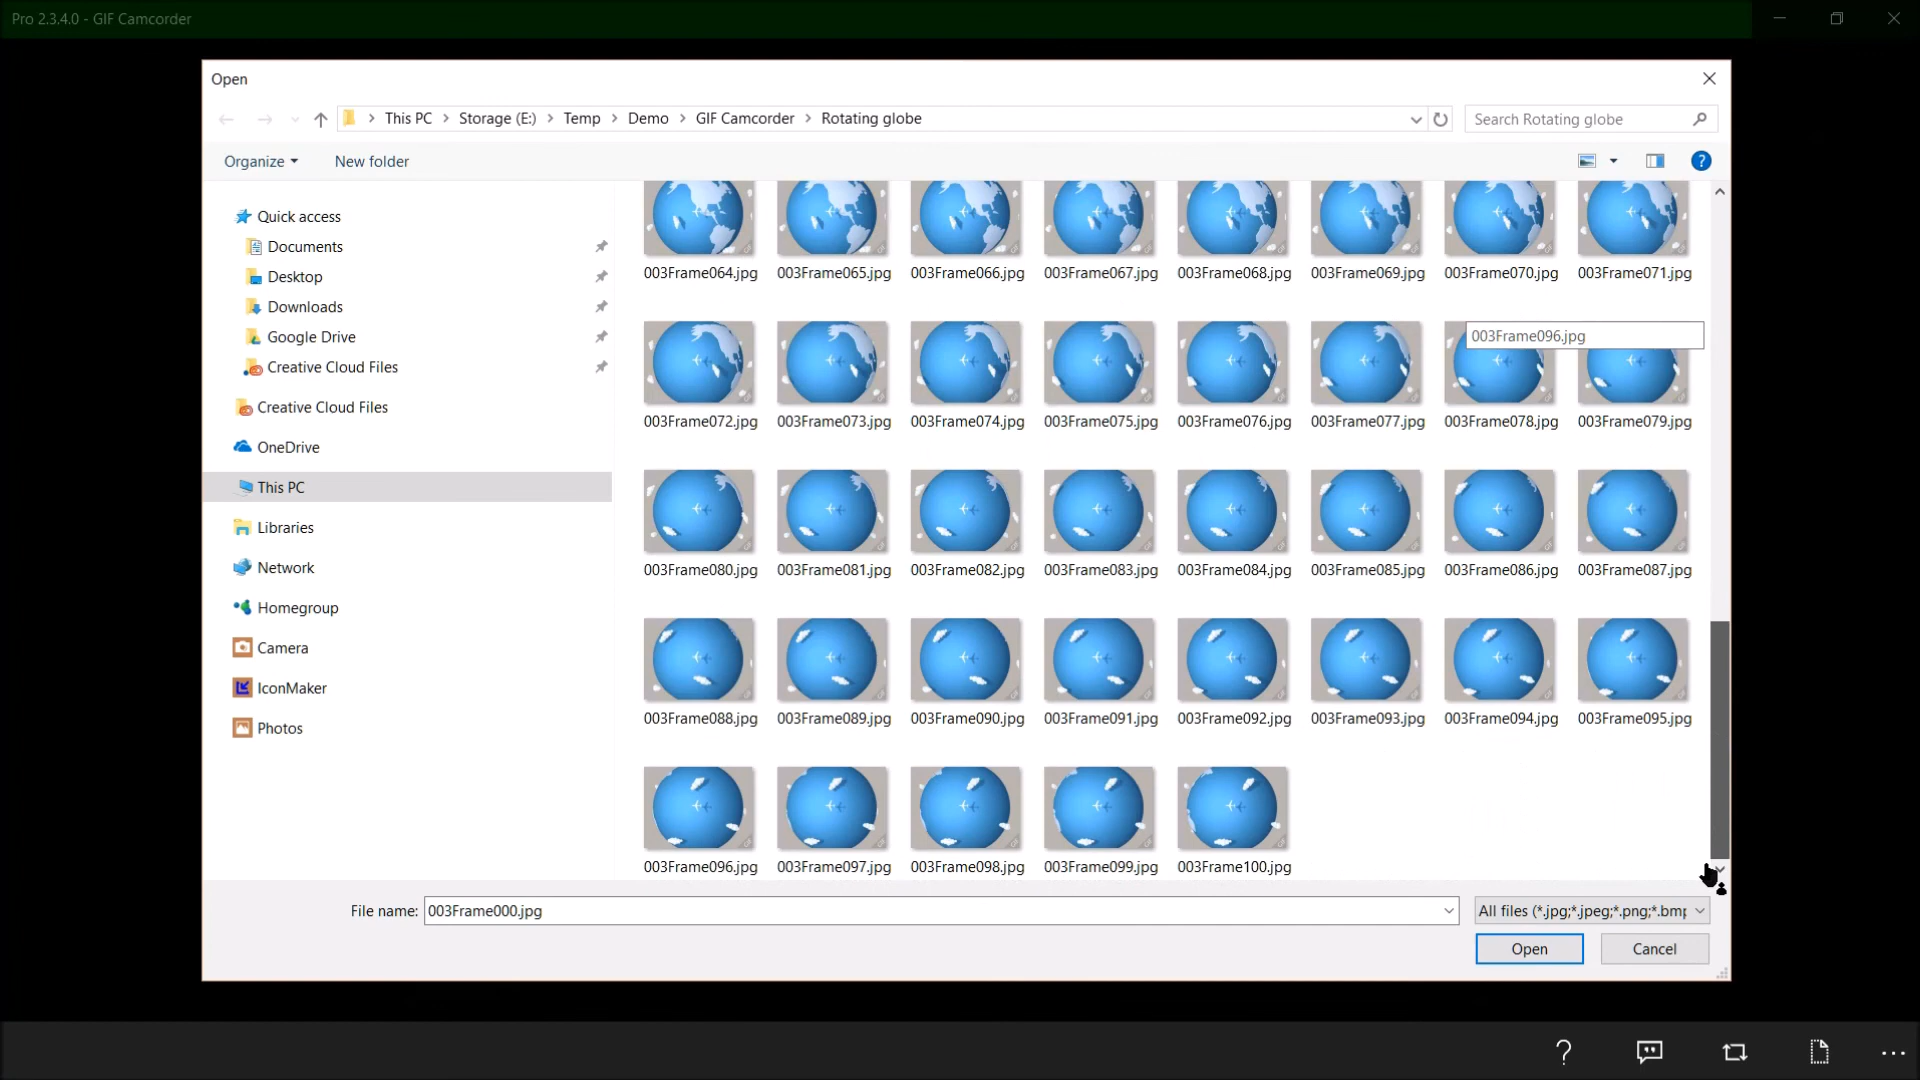 Pro 2.3.4.0 - GIF Camcorder
Open
This PC Storage (E:) Temp Demo GIF Camcorder Rotating globe
Search Rotating globe
Organize New folder
?
Quick access
Documents
Desktop
Downloads
Google Drive
Creative Cloud Files
Creative Cloud Files
OneDrive
This PC
Libraries
Network
Homegroup
Camera
IconMaker
Photos
003Frame064.jpg 003Frame065.jpg 003Frame066.jpg 003Frame067.jpg 003Frame068.jpg 003Frame069.jpg 003Frame070.jpg 003Frame071.jpg
003Frame096.jpg
003Frame072.jpg 003Frame073.jpg 003Frame074.jpg 003Frame075.jpg 003Frame076.jpg 003Frame077.jpg 003Frame078.jpg 003Frame079.jpg
003Frame080.jpg 003Frame081.jpg 003Frame082.jpg 003Frame083.jpg 003Frame084.jpg 003Frame085.jpg 003Frame086.jpg 003Frame087.jpg
003Frame088.jpg 003Frame089.jpg 003Frame090.jpg 003Frame091.jpg 003Frame092.jpg 003Frame093.jpg 003Frame094.jpg 003Frame095.jpg
003Frame096.jpg 003Frame097.jpg 003Frame098.jpg 003Frame099.jpg 003Frame100.jpg
File name: 003Frame000.jpg All files (*.jpg;*.jpeg;*.png;*.bmp
Open Cancel
?